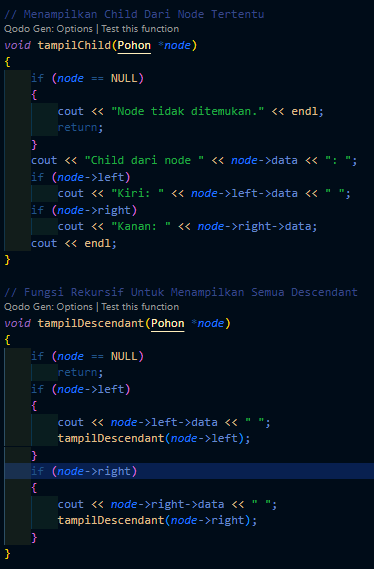 // Menampilkan Child Dari Node Tertentu
Qodo Gen: Options | Test this function
void tampilChild(Pohon *node)
{
    if (node == NULL)
    {
        cout << "Node tidak ditemukan." << endl;
        return;
    }
    cout << "Child dari node " << node->data << ": ";
    if (node->left)
        cout << "Kiri: " << node->left->data << " ";
    if (node->right)
        cout << "Kanan: " << node->right->data;
    cout << endl;
}
// Fungsi Rekursif Untuk Menampilkan Semua Descendant
Qodo Gen: Options | Test this function
void tampilDescendant(Pohon *node)
{
    if (node == NULL)
        return;
    if (node->left)
    {
        cout << node->left->data << " ";
        tampilDescendant(node->left);
    }
    if (node->right)
    {
        cout << node->right->data << " ";
        tampilDescendant(node->right);
    }
}